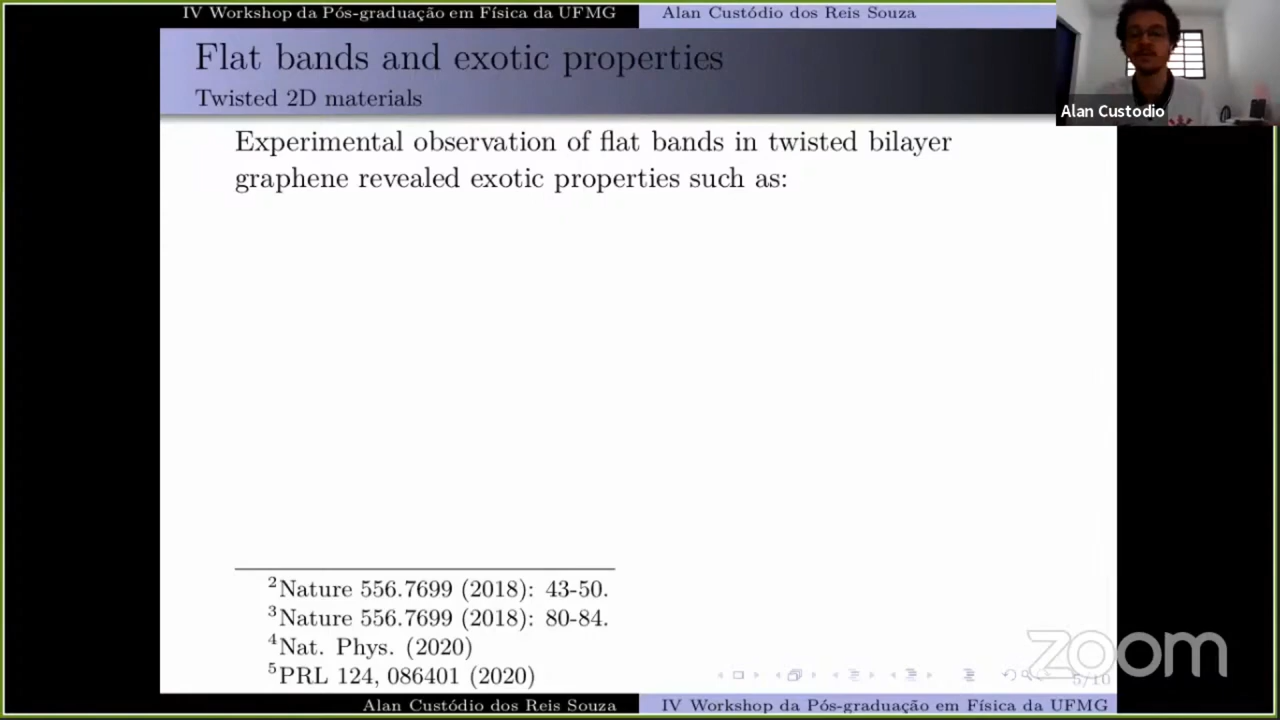 IV Workshop da Pós-graduação em Física da UFMG
Alan Custódio dos Reis Souza
Flat bands and exotic properties
Twisted 2D materials
Alan Custodio
Experimental observation of flat bands in twisted bilayer
graphene revealed exotic properties such as:
2Nature 556.7699 (2018): 43-50.
3Nature 556.7699 (2018): 80-84.
4Nat. Phys. (2020)
5PRL 124, 086401 (2020)
zoom
5/10
Alan Custódio dos Reis Souza
IV Workshop da Pós-graduação em Física da UFMG